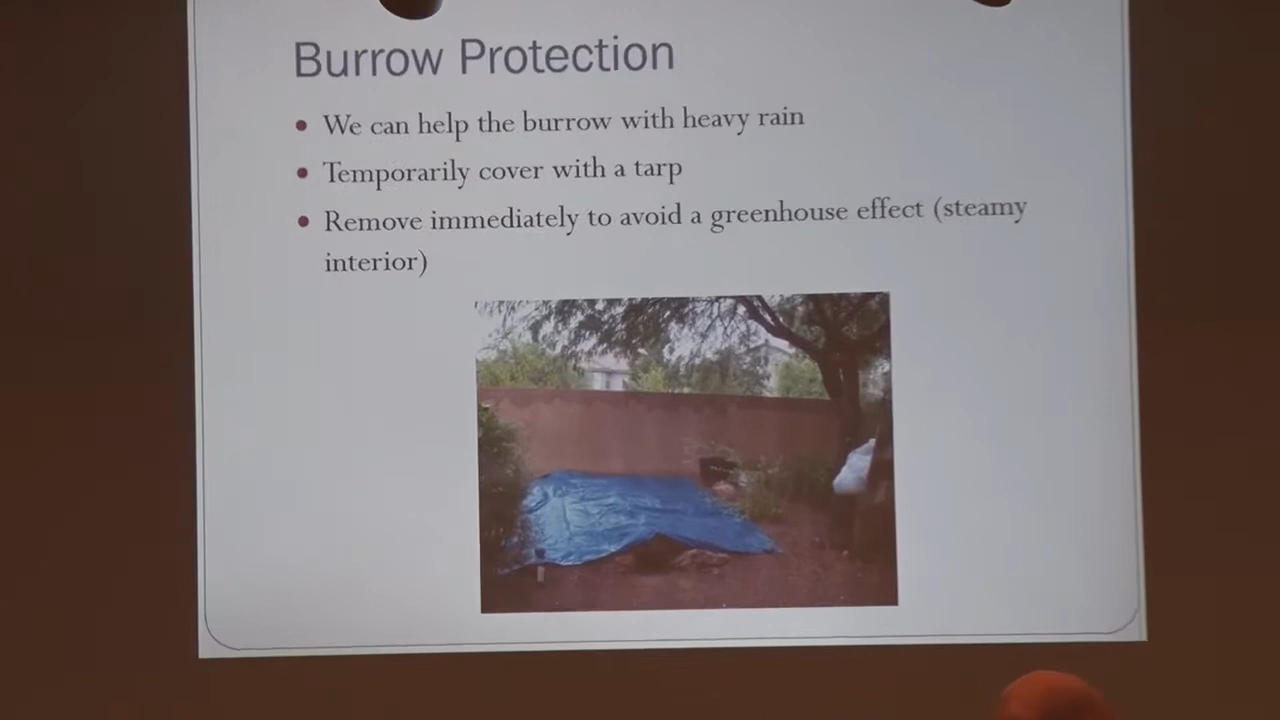 Burrow Protection
• We can help the burrow with heavy rain
• Temporarily cover with a tarp
• Remove immediately to avoid a greenhouse effect (steamy
interior)